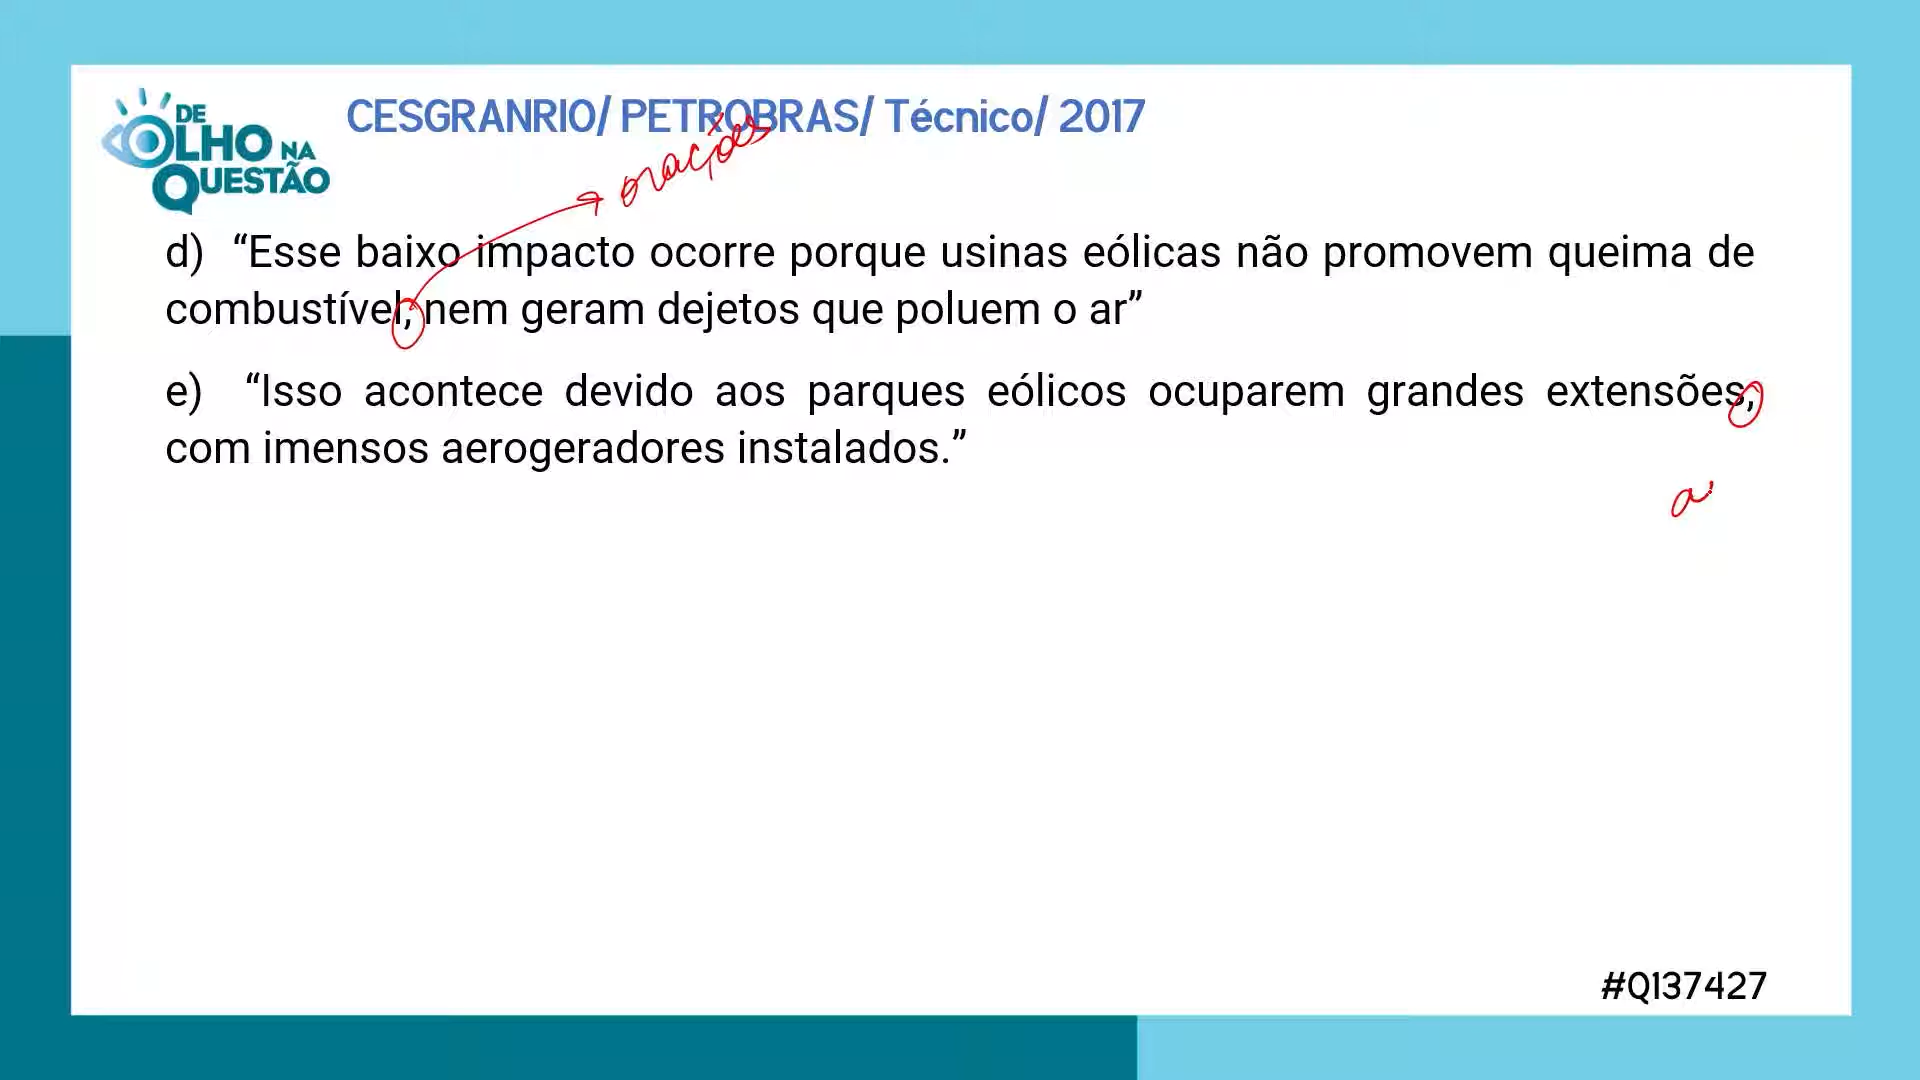 DE
OLHO NA
QUESTÃO
CESGRANRIO/ PETROBRAS/ Técnico/ 2017
orações
d) “Esse baixo impacto ocorre porque usinas eólicas não promovem queima de
combustível, nem geram dejetos que poluem o ar”
e) “Isso acontece devido aos parques eólicos ocuparem grandes extensões,
com imensos aerogeradores instalados.”
#Q137427